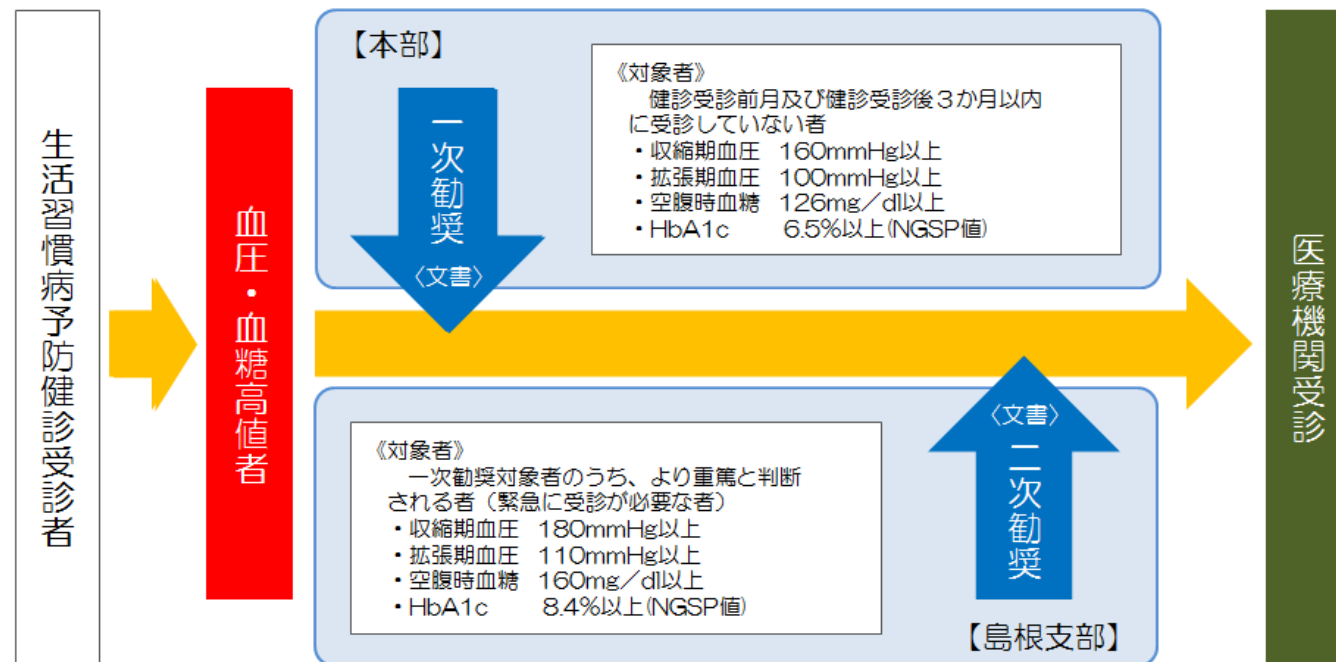 生活習慣病予防健診受診者
血圧・血糖高値者
【本部】
一次勧奨
〈文書〉
《対象者》
健診受診前月及び健診受診後３か月以内
に受診していない者
・収縮期血圧 160mmHg以上
・拡張期血圧 100mmHg以上
・空腹時血糖 126mg／dl以上
・HbA1c 6.5%以上(NGSP値)
《対象者》
一次勧奨対象者のうち、より重篤と判断
される者（緊急に受診が必要な者）
・収縮期血圧 180mmHg以上
・拡張期血圧 110mmHg以上
・空腹時血糖 160mg／dl以上
・HbA1c 8.4%以上(NGSP値)
〈文書〉
二次勧奨
【島根支部】
医療機関受診